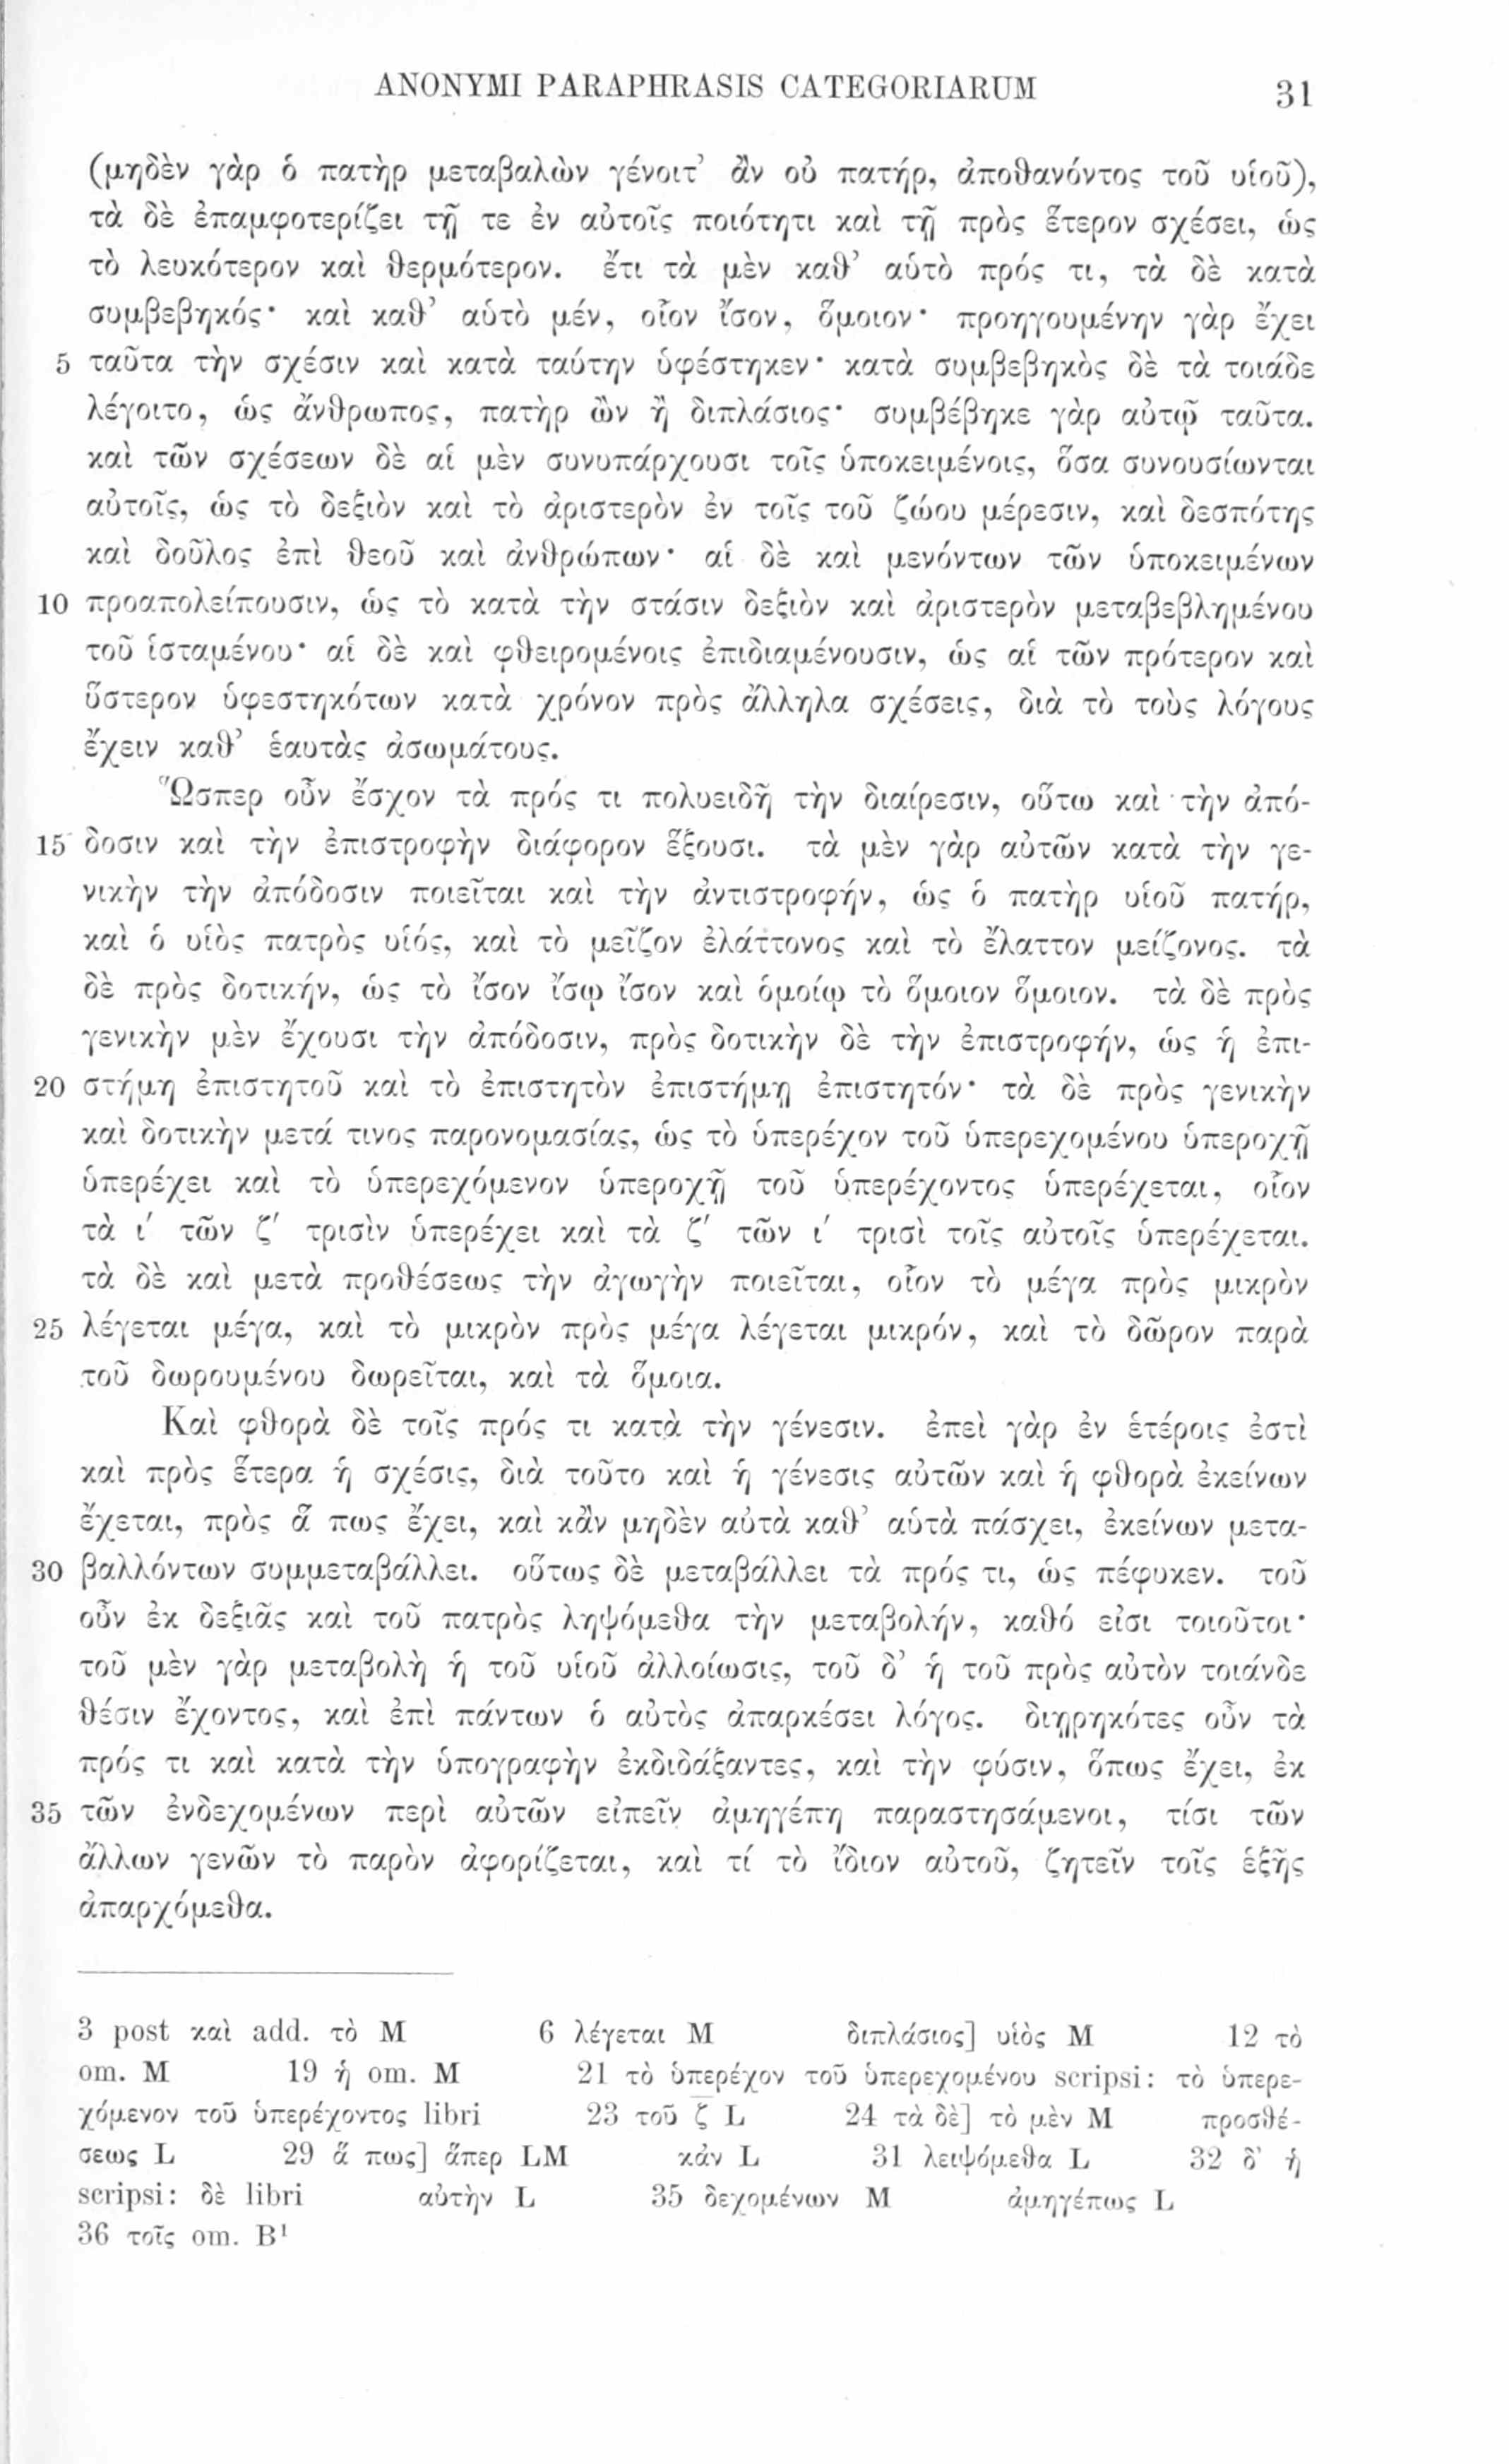 ANONYMI PARAPHRASIS CATEGORIARUM 31
(μηδὲν γὰρ ὁ πατὴρ μεταβαλὼν γένοιτ’ ἂν οὐ πατήρ, ἀποθανόντος τοῦ υἱοῦ),
τὰ δὲ ἐπαμφοτερίζει τῇ τε ἐν αὐτοῖς ποιότητι καὶ τῇ πρὸς ἕτερον σχέσει, ὡς
τὸ λευκότερον καὶ θερμότερον. ἔτι τὰ μὲν καθ’ αὑτὸ πρός τι, τὰ δὲ κατὰ
συμβεβηκός· καὶ καθ’ αὑτὸ μέν, οἷον ἴσον, ὅμοιον· προηγουμένην γὰρ ἔχει
5 ταῦτα τὴν σχέσιν καὶ κατὰ ταύτην ὑφέστηκεν· κατὰ συμβεβηκὸς δὲ τὰ τοιάδε
λέγοιτο, ὡς ἄνθρωπος, πατὴρ ὢν ἢ διπλάσιος· συμβέβηκε γὰρ αὐτῷ ταῦτα.
καὶ τῶν σχέσεων δὲ αἱ μὲν συνυπάρχουσι τοῖς ὑποκειμένοις, ὅσα συνουσίωνται
αὐτοῖς, ὡς τὸ δεξιὸν καὶ τὸ ἀριστερὸν ἐν τοῖς τοῦ ζώου μέρεσιν, καὶ δεσπότης
καὶ δοῦλος ἐπὶ θεοῦ καὶ ἀνθρώπων· αἱ δὲ καὶ μενόντων τῶν ὑποκειμένων
10 προαπολείπουσιν, ὡς τὸ κατὰ τὴν στάσιν δεξιὸν καὶ ἀριστερὸν μεταβεβλημένου
τοῦ ἱσταμένου· αἱ δὲ καὶ φθειρομένοις ἐπιδιαμένουσιν, ὡς αἱ τῶν πρότερον καὶ
ὕστερον ὑφεστηκότων κατὰ χρόνον πρὸς ἄλληλα σχέσεις, διὰ τὸ τοὺς λόγους
ἔχειν καθ’ ἑαυτὰς ἀσωμάτους.
Ὥσπερ οὖν ἔσχον τὰ πρός τι πολυειδῆ τὴν διαίρεσιν, οὕτω καὶ τὴν ἀπό-
15 δοσιν καὶ τὴν ἐπιστροφὴν διάφορον ἕξουσι. τὰ μὲν γὰρ αὐτῶν κατὰ τὴν γε-
νικὴν τὴν ἀπόδοσιν ποιεῖται καὶ τὴν ἀντιστροφήν, ὡς ὁ πατὴρ υἱοῦ πατήρ,
καὶ ὁ υἱὸς πατρὸς υἱός, καὶ τὸ μεῖζον ἐλάττονος καὶ τὸ ἔλαττον μείζονος. τὰ
δὲ πρὸς δοτικήν, ὡς τὸ ἴσον ἴσῳ ἴσον καὶ ὁμοίῳ τὸ ὅμοιον ὅμοιον. τὰ δὲ πρὸς
γενικὴν μὲν ἔχουσι τὴν ἀπόδοσιν, πρὸς δοτικὴν δὲ τὴν ἐπιστροφήν, ὡς ἡ ἐπι-
20 στήμη ἐπιστητοῦ καὶ τὸ ἐπιστητὸν ἐπιστήμῃ ἐπιστητόν· τὰ δὲ πρὸς γενικὴν
καὶ δοτικὴν μετά τινος παρονομασίας, ὡς τὸ ὑπερέχον τοῦ ὑπερεχομένου ὑπεροχῇ
ὑπερέχει καὶ τὸ ὑπερεχόμενον ὑπεροχῇ τοῦ ὑπερέχοντος ὑπερέχεται, οἷον
τὰ ι′ τῶν ζ′ τρισὶν ὑπερέχει καὶ τὰ ζ′ τῶν ι′ τρισὶ τοῖς αὐτοῖς ὑπερέχεται.
τὰ δὲ καὶ μετὰ προθέσεως τὴν ἀγωγὴν ποιεῖται, οἷον τὸ μέγα πρὸς μικρὸν
25 λέγεται μέγα, καὶ τὸ μικρὸν πρὸς μέγα λέγεται μικρόν, καὶ τὸ δῶρον παρὰ
τοῦ δωρουμένου δωρεῖται, καὶ τὰ ὅμοια.
Καὶ φθορὰ δὲ τοῖς πρός τι κατὰ τὴν γένεσιν. ἐπεὶ γὰρ ἐν ἑτέροις ἐστὶ
καὶ πρὸς ἕτερα ἡ σχέσις, διὰ τοῦτο καὶ ἡ γένεσις αὐτῶν καὶ ἡ φθορὰ ἐκείνων
ἔχεται, πρὸς ἅ πως ἔχει, καὶ κἂν μηδὲν αὐτὰ καθ’ αὑτὰ πάσχει, ἐκείνων μετα-
30 βαλλόντων συμμεταβάλλει. οὕτως δὲ μεταβάλλει τὰ πρός τι, ὡς πέφυκεν. τοῦ
οὖν ἐκ δεξιᾶς καὶ τοῦ πατρὸς ληψόμεθα τὴν μεταβολήν, καθό εἰσι τοιοῦτοι·
τοῦ μὲν γὰρ μεταβολὴ ἡ τοῦ υἱοῦ ἀλλοίωσις, τοῦ δ’ ἡ τοῦ πρὸς αὐτὸν τοιάνδε
θέσιν ἔχοντος, καὶ ἐπὶ πάντων ὁ αὐτὸς ἀπαρκέσει λόγος. διῃρηκότες οὖν τὰ
πρός τι καὶ κατὰ τὴν ὑπογραφὴν ἐκδιδάξαντες, καὶ τὴν φύσιν, ὅπως ἔχει, ἐκ
35 τῶν ἐνδεχομένων περὶ αὐτῶν εἰπεῖν ἀμηγέπη παραστησάμενοι, τίσι τῶν
ἄλλων γενῶν τὸ παρὸν ἀφορίζεται, καὶ τί τὸ ἴδιον αὐτοῦ, ζητεῖν τοῖς ἑξῆς
ἀπαρχόμεθα.
3 post καὶ add. τὸ M 6 λέγεται M διπλάσιος] υἱὸς M 12 τὸ
om. M 19 ἡ om. M 21 τὸ ὑπερέχον τοῦ ὑπερεχομένου scripsi: τὸ ὑπερε-
χόμενον τοῦ ὑπερέχοντος libri 23 τοῦ ζ̅ L 24 τὰ δὲ] τὸ μὲν M προσθέ-
σεως L 29 ἅ πως] ἅπερ LM κἀν L 31 λειψόμεθα L 32 δ’ ἡ
scripsi: δὲ libri αὐτὴν L 35 δεχομένων M ἀμηγέπως L
36 τοῖς om. B¹